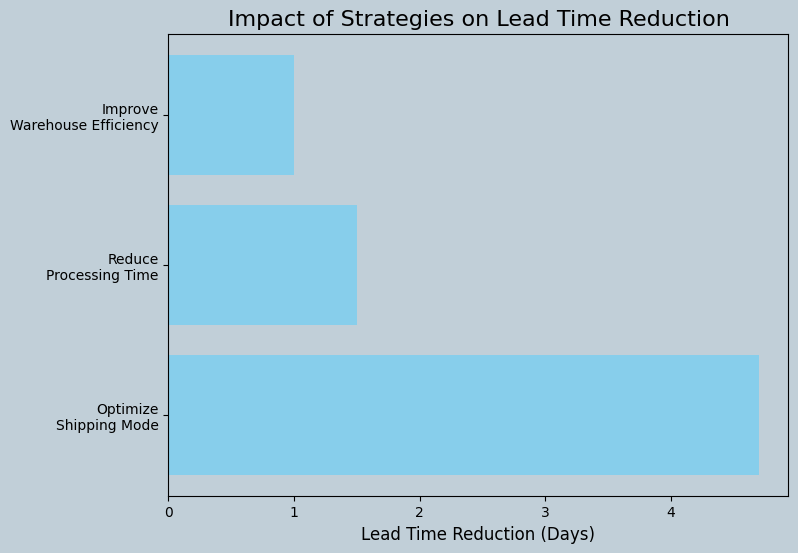 Impact of Strategies on Lead Time Reduction
Improve
Warehouse Efficiency
Reduce
Processing Time
Optimize
Shipping Mode
0 1 2 3 4
Lead Time Reduction (Days)